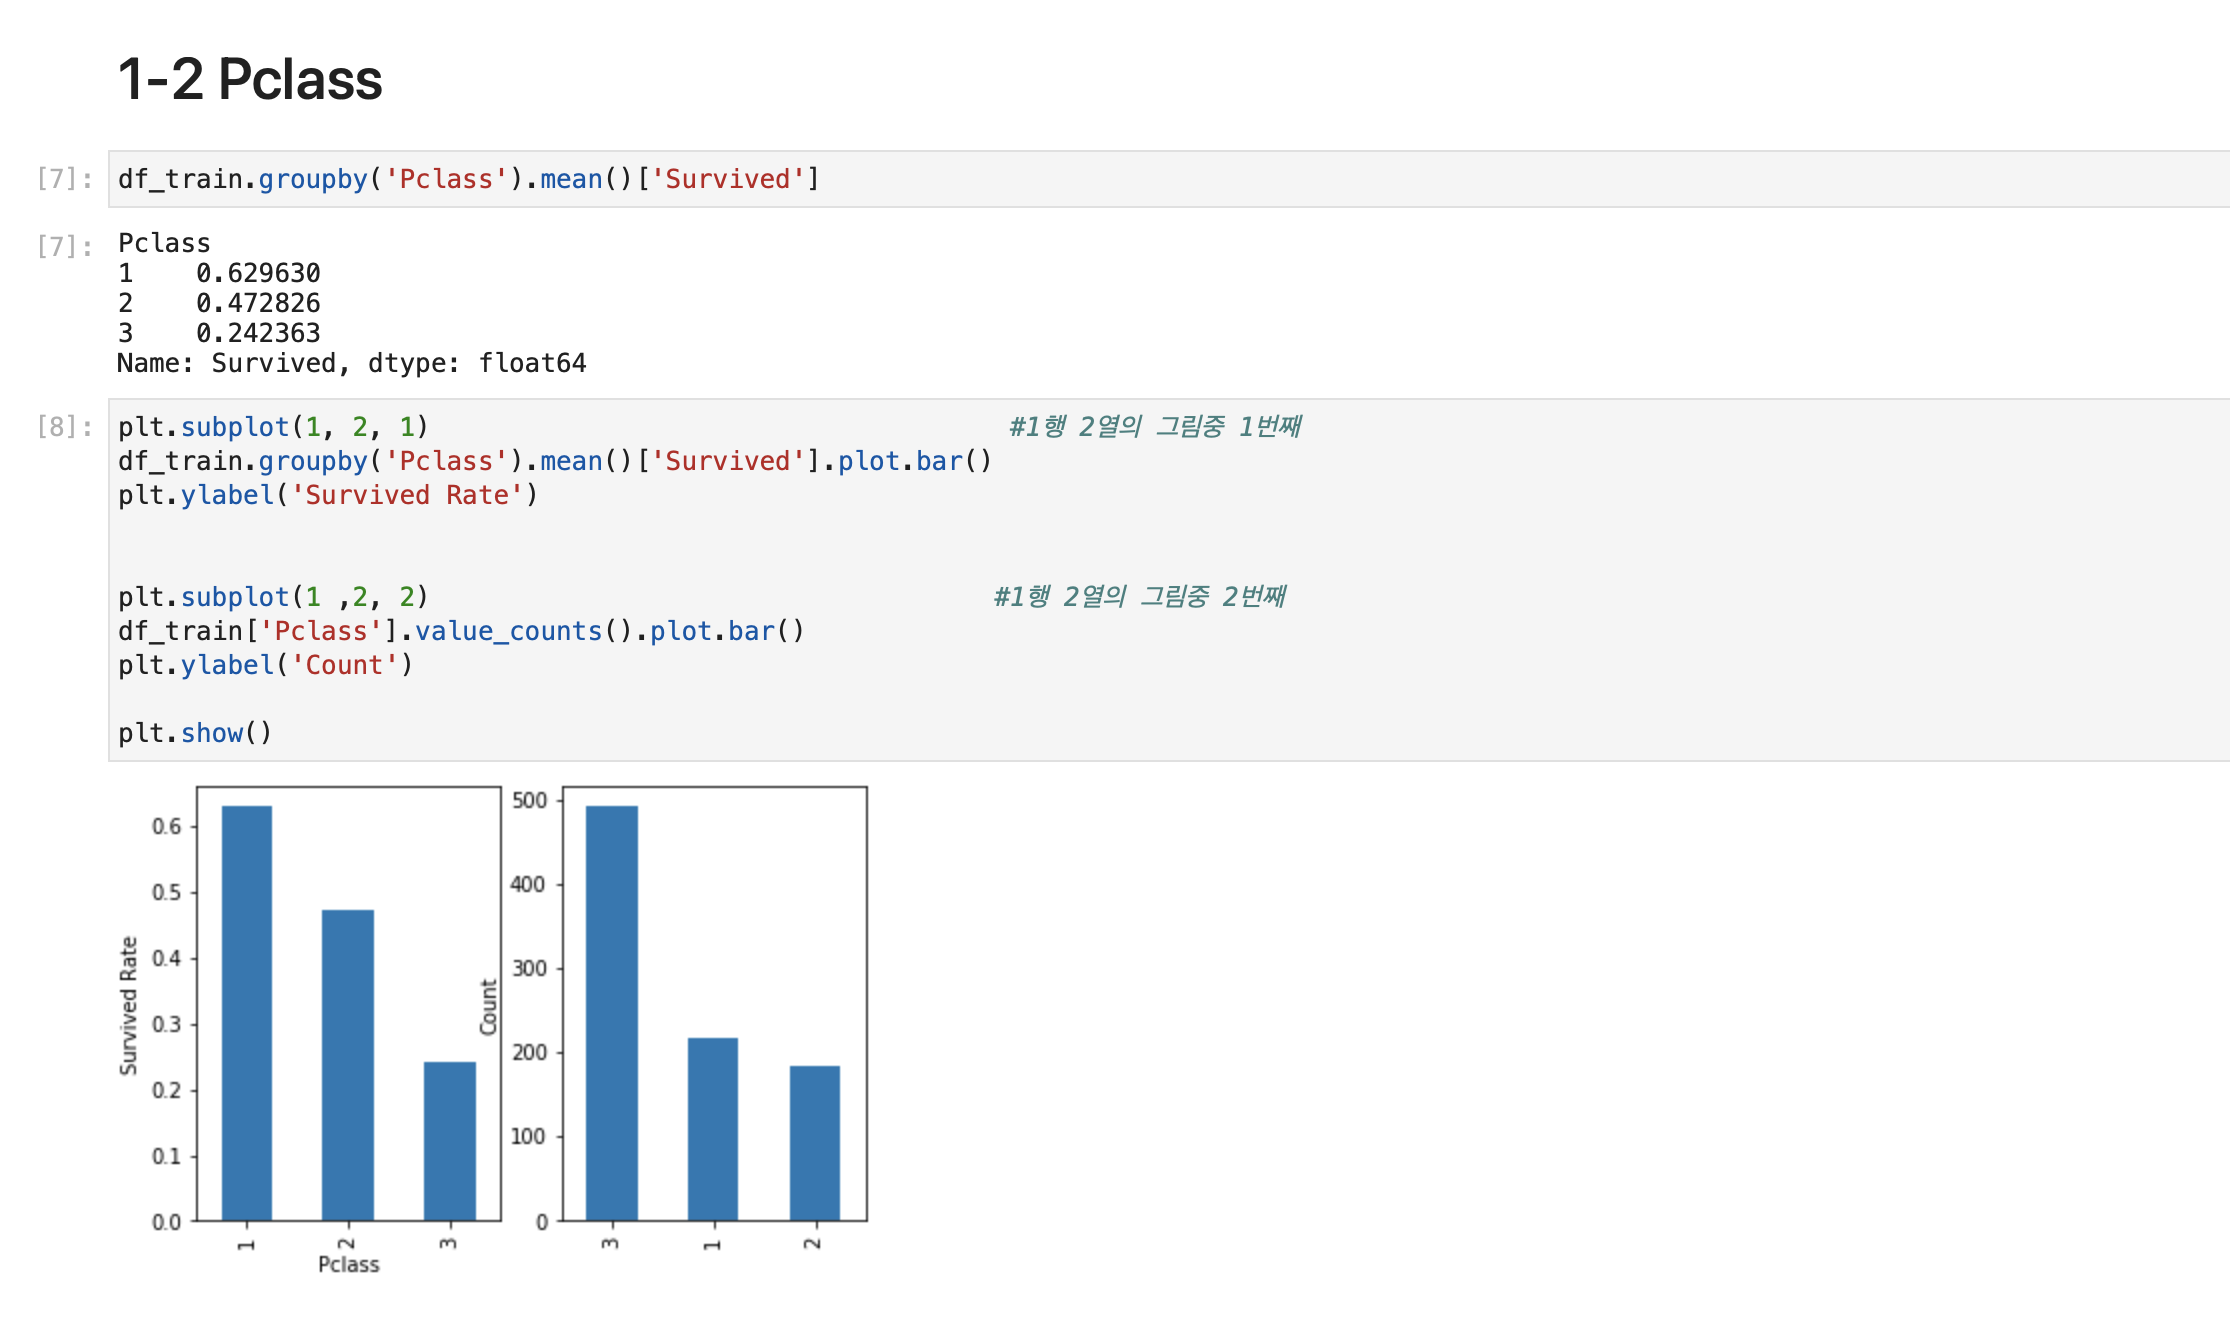 1-2 Pclass
[7]: df_train.groupby('Pclass').mean()['Survived']
[7]: Pclass
1    0.629630
2    0.472826
3    0.242363
Name: Survived, dtype: float64
[8]: plt.subplot(1, 2, 1)                                     #1행 2열의 그림중 1번째
df_train.groupby('Pclass').mean()['Survived'].plot.bar()
plt.ylabel('Survived Rate')
plt.subplot(1 ,2, 2)                                    #1행 2열의 그림중 2번째
df_train['Pclass'].value_counts().plot.bar()
plt.ylabel('Count')
plt.show()
Survived Rate
0.6
0.5
0.4
0.3
0.2
0.1
0.0
1 2 3
Pclass
Count
500
400
300
200
100
0
3 1 2